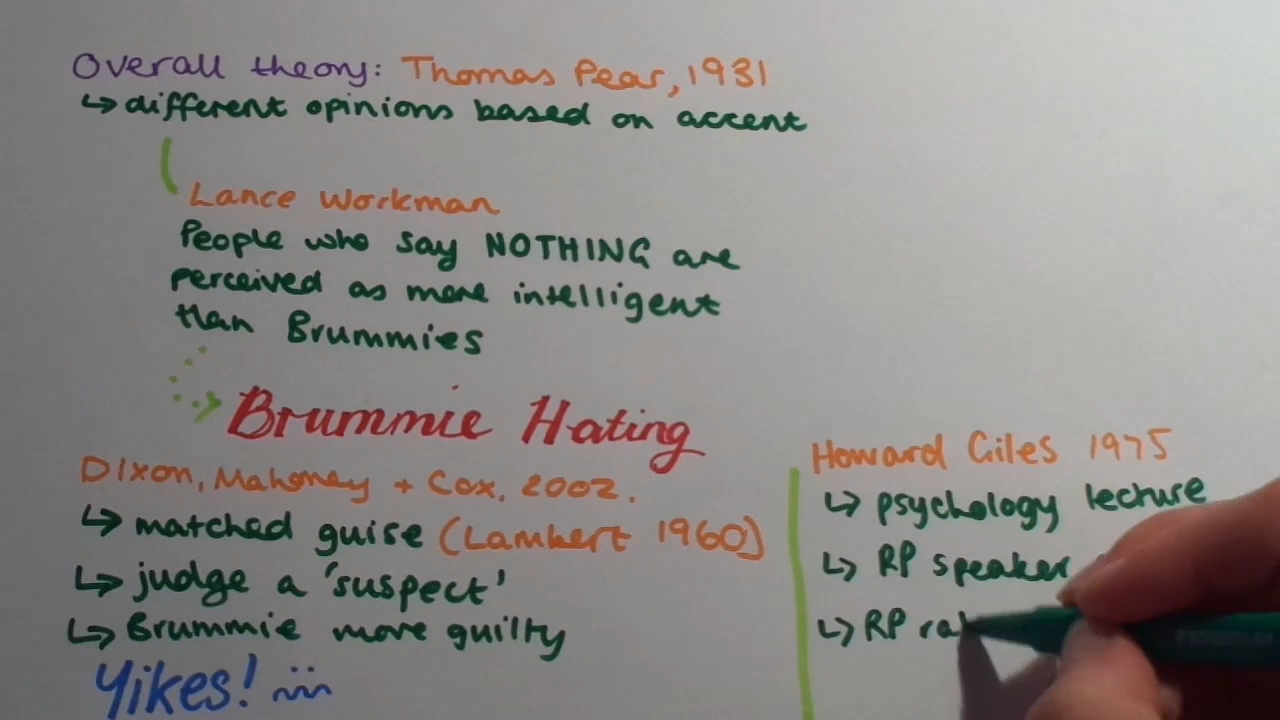 Overall theory: Thomas Pear, 1931
↳ different opinions based on accent
Lance Workman
People who say NOTHING are
perceived as more intelligent
than Brummies
Brummie Hating
Dixon, Mahoney + Cox, 2002.
↳ matched guise (Lambert 1960)
↳ judge a 'suspect'
↳ Brummie more guilty
Yikes!
Howard Giles 1975
↳ psychology lecture
↳ RP speaker
↳ RP